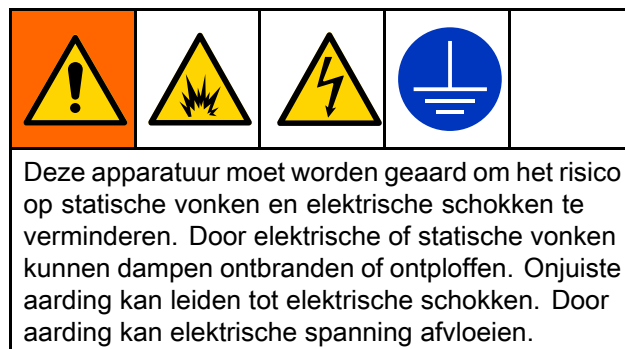 Deze apparatuur moet worden geaard om het risico
op statische vonken en elektrische schokken te
verminderen. Door elektrische of statische vonken
kunnen dampen ontbranden of ontploffen. Onjuiste
aarding kan leiden tot elektrische schokken. Door
aarding kan elektrische spanning afvloeien.